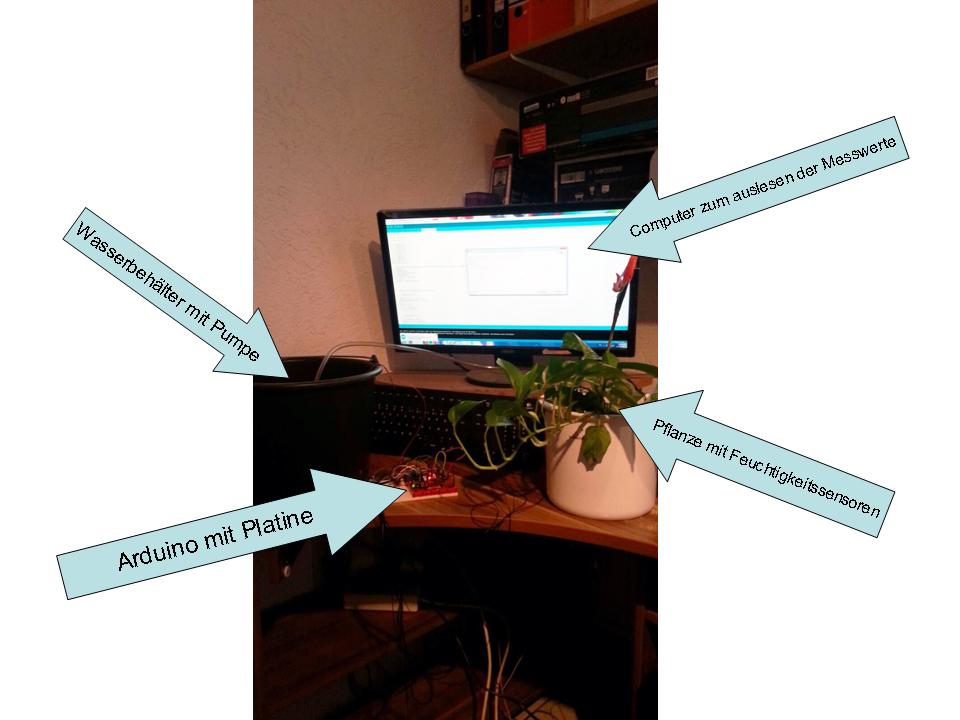 Computer zum auslesen der Messwerte
Wasserbehälter mit Pumpe
Pflanze mit Feuchtigkeitssensoren
Arduino mit Platine